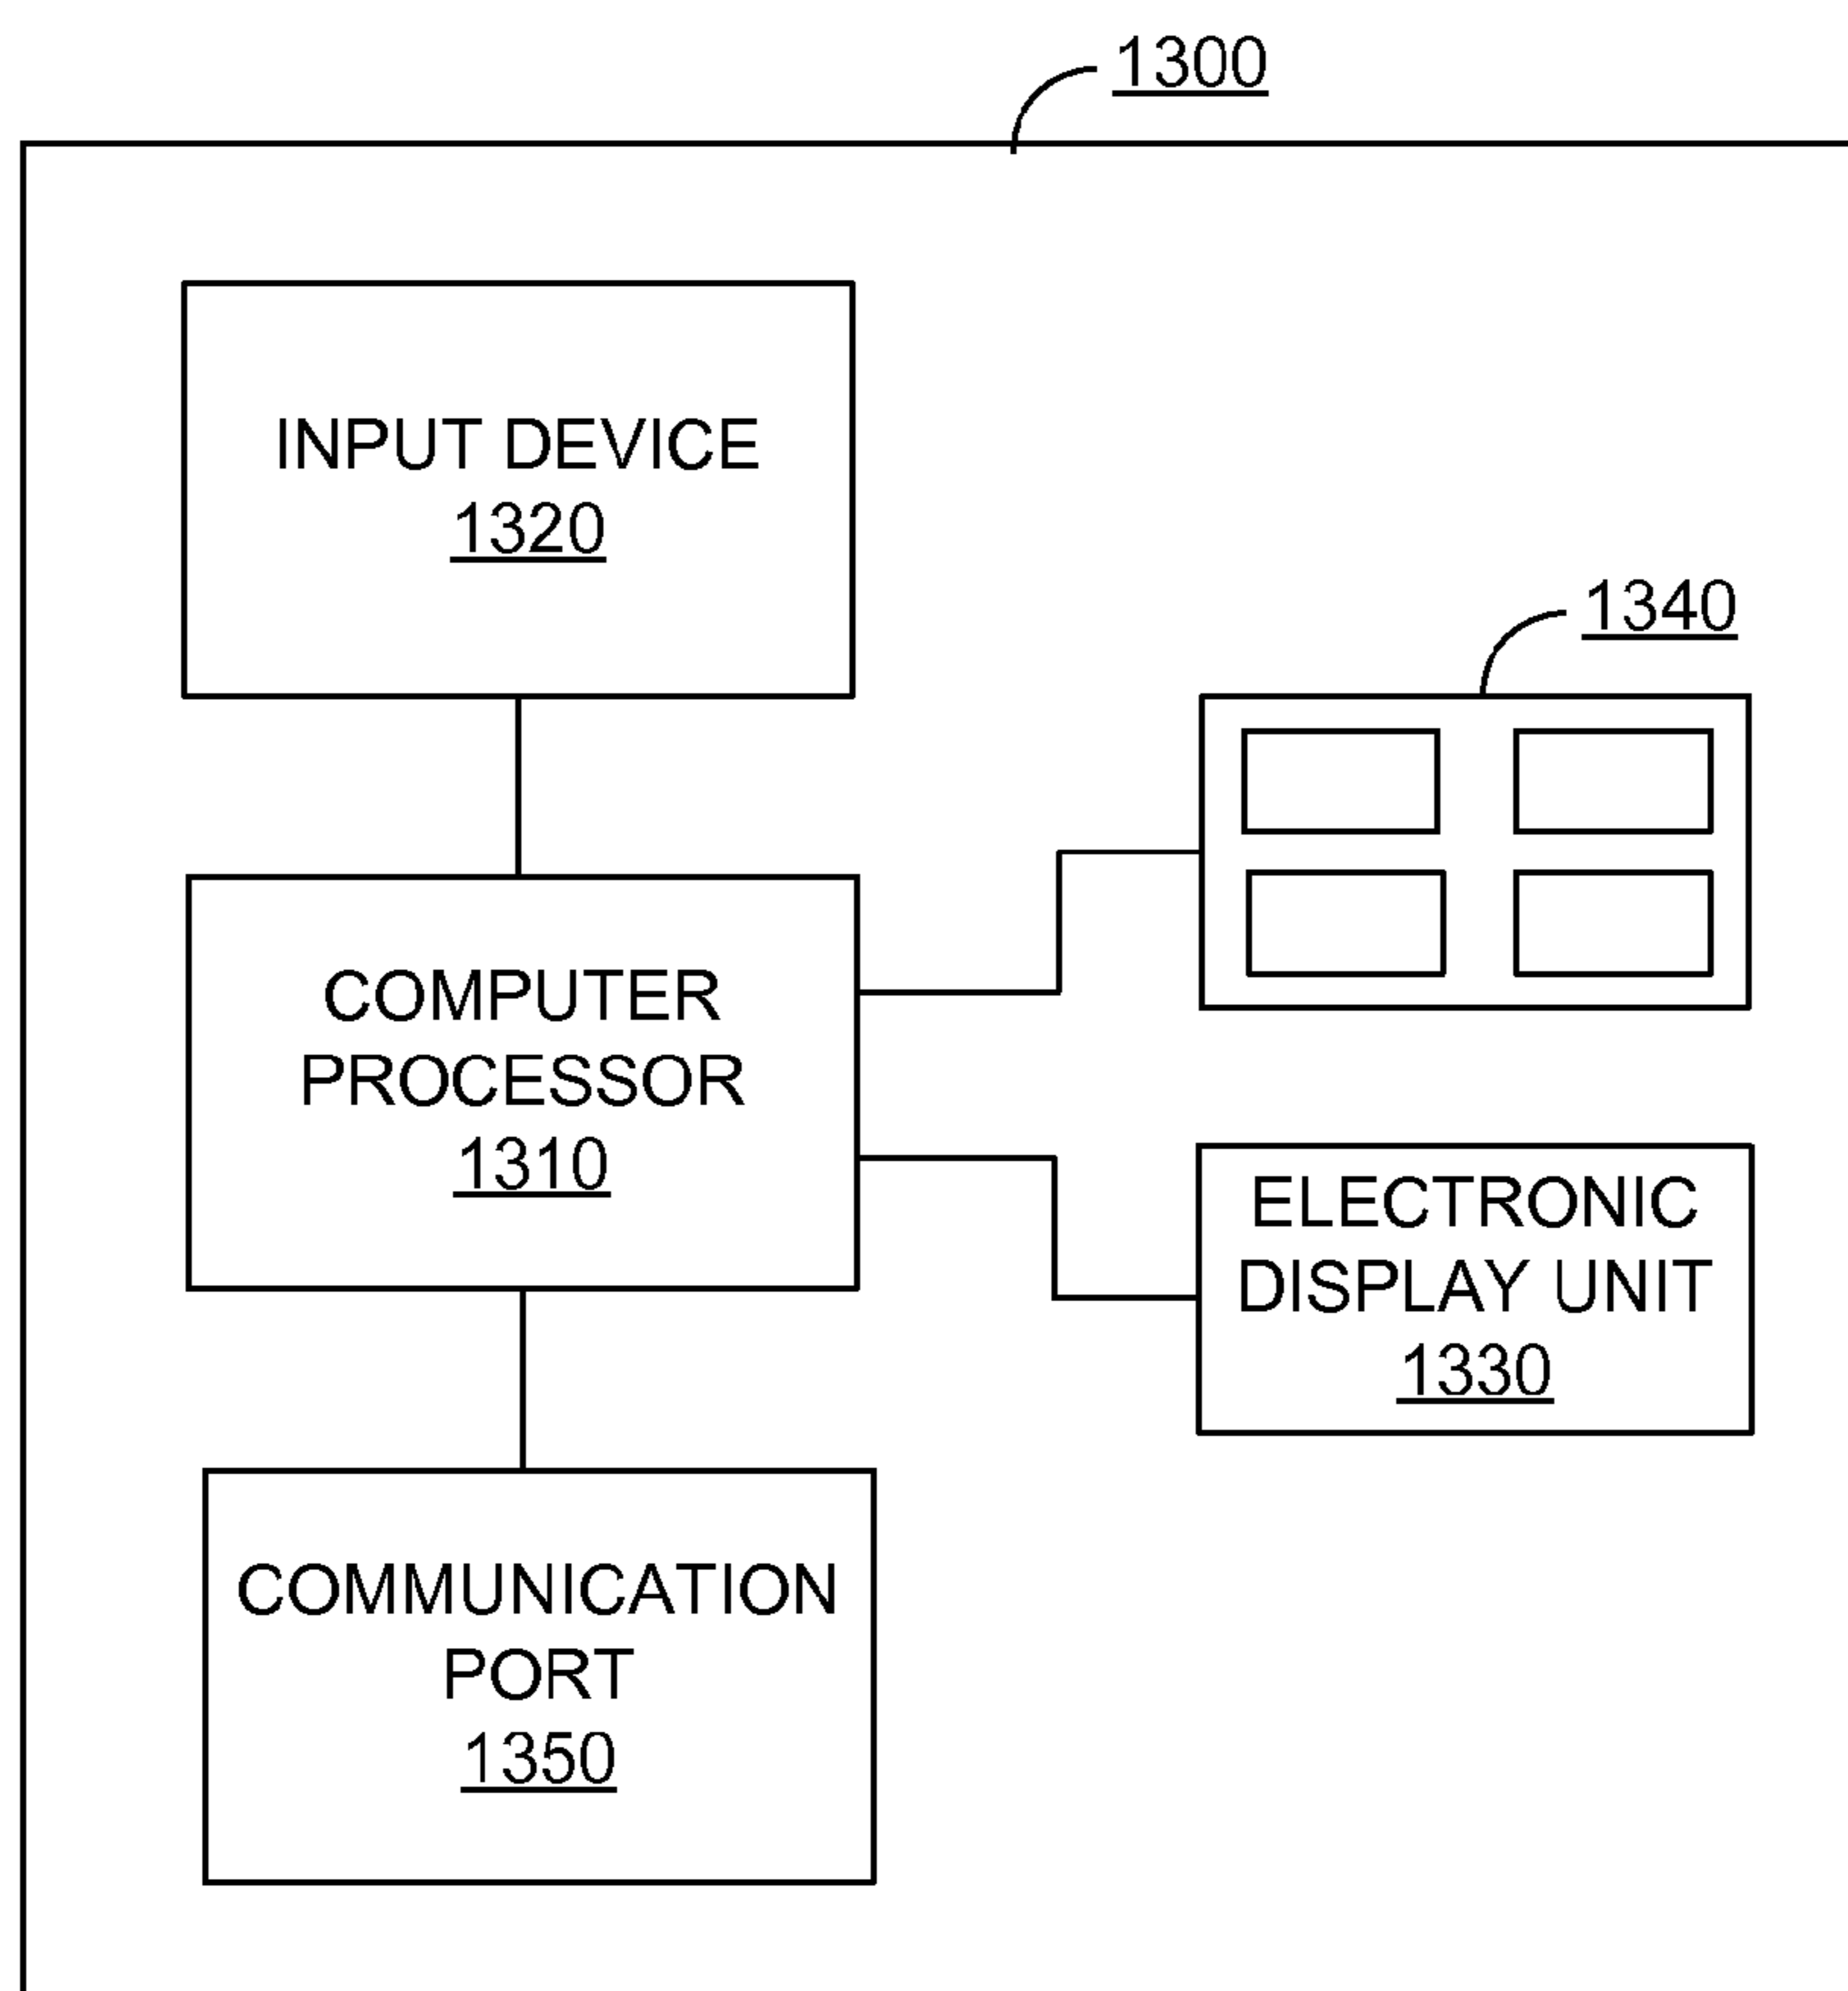 1300
INPUT DEVICE
1320
1340
COMPUTER
PROCESSOR
1310
ELECTRONIC
DISPLAY UNIT
1330
COMMUNICATION
PORT
1350